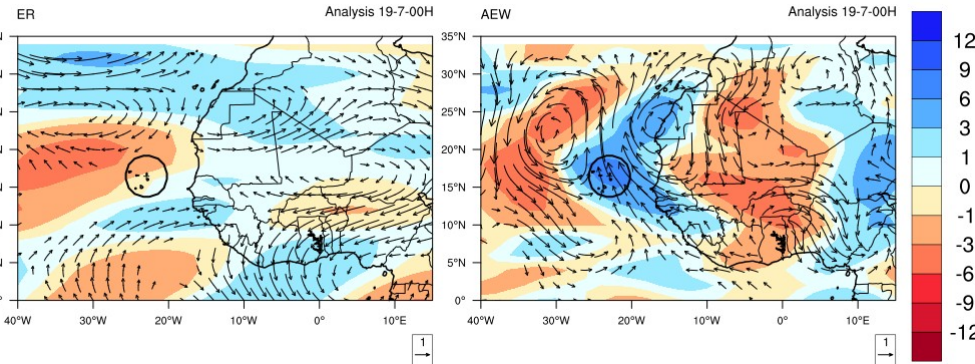 ER Analysis 19-7-00H
AEW Analysis 19-7-00H
35°N
30°N
25°N
20°N
15°N
10°N
5°N
0°
N
N
N
N
N
N
N
°
40°W 30°W 20°W 10°W 0° 10°E
40°W 30°W 20°W 10°W 0° 10°E
1
1
12
9
6
3
1
0
-1
-3
-6
-9
-12